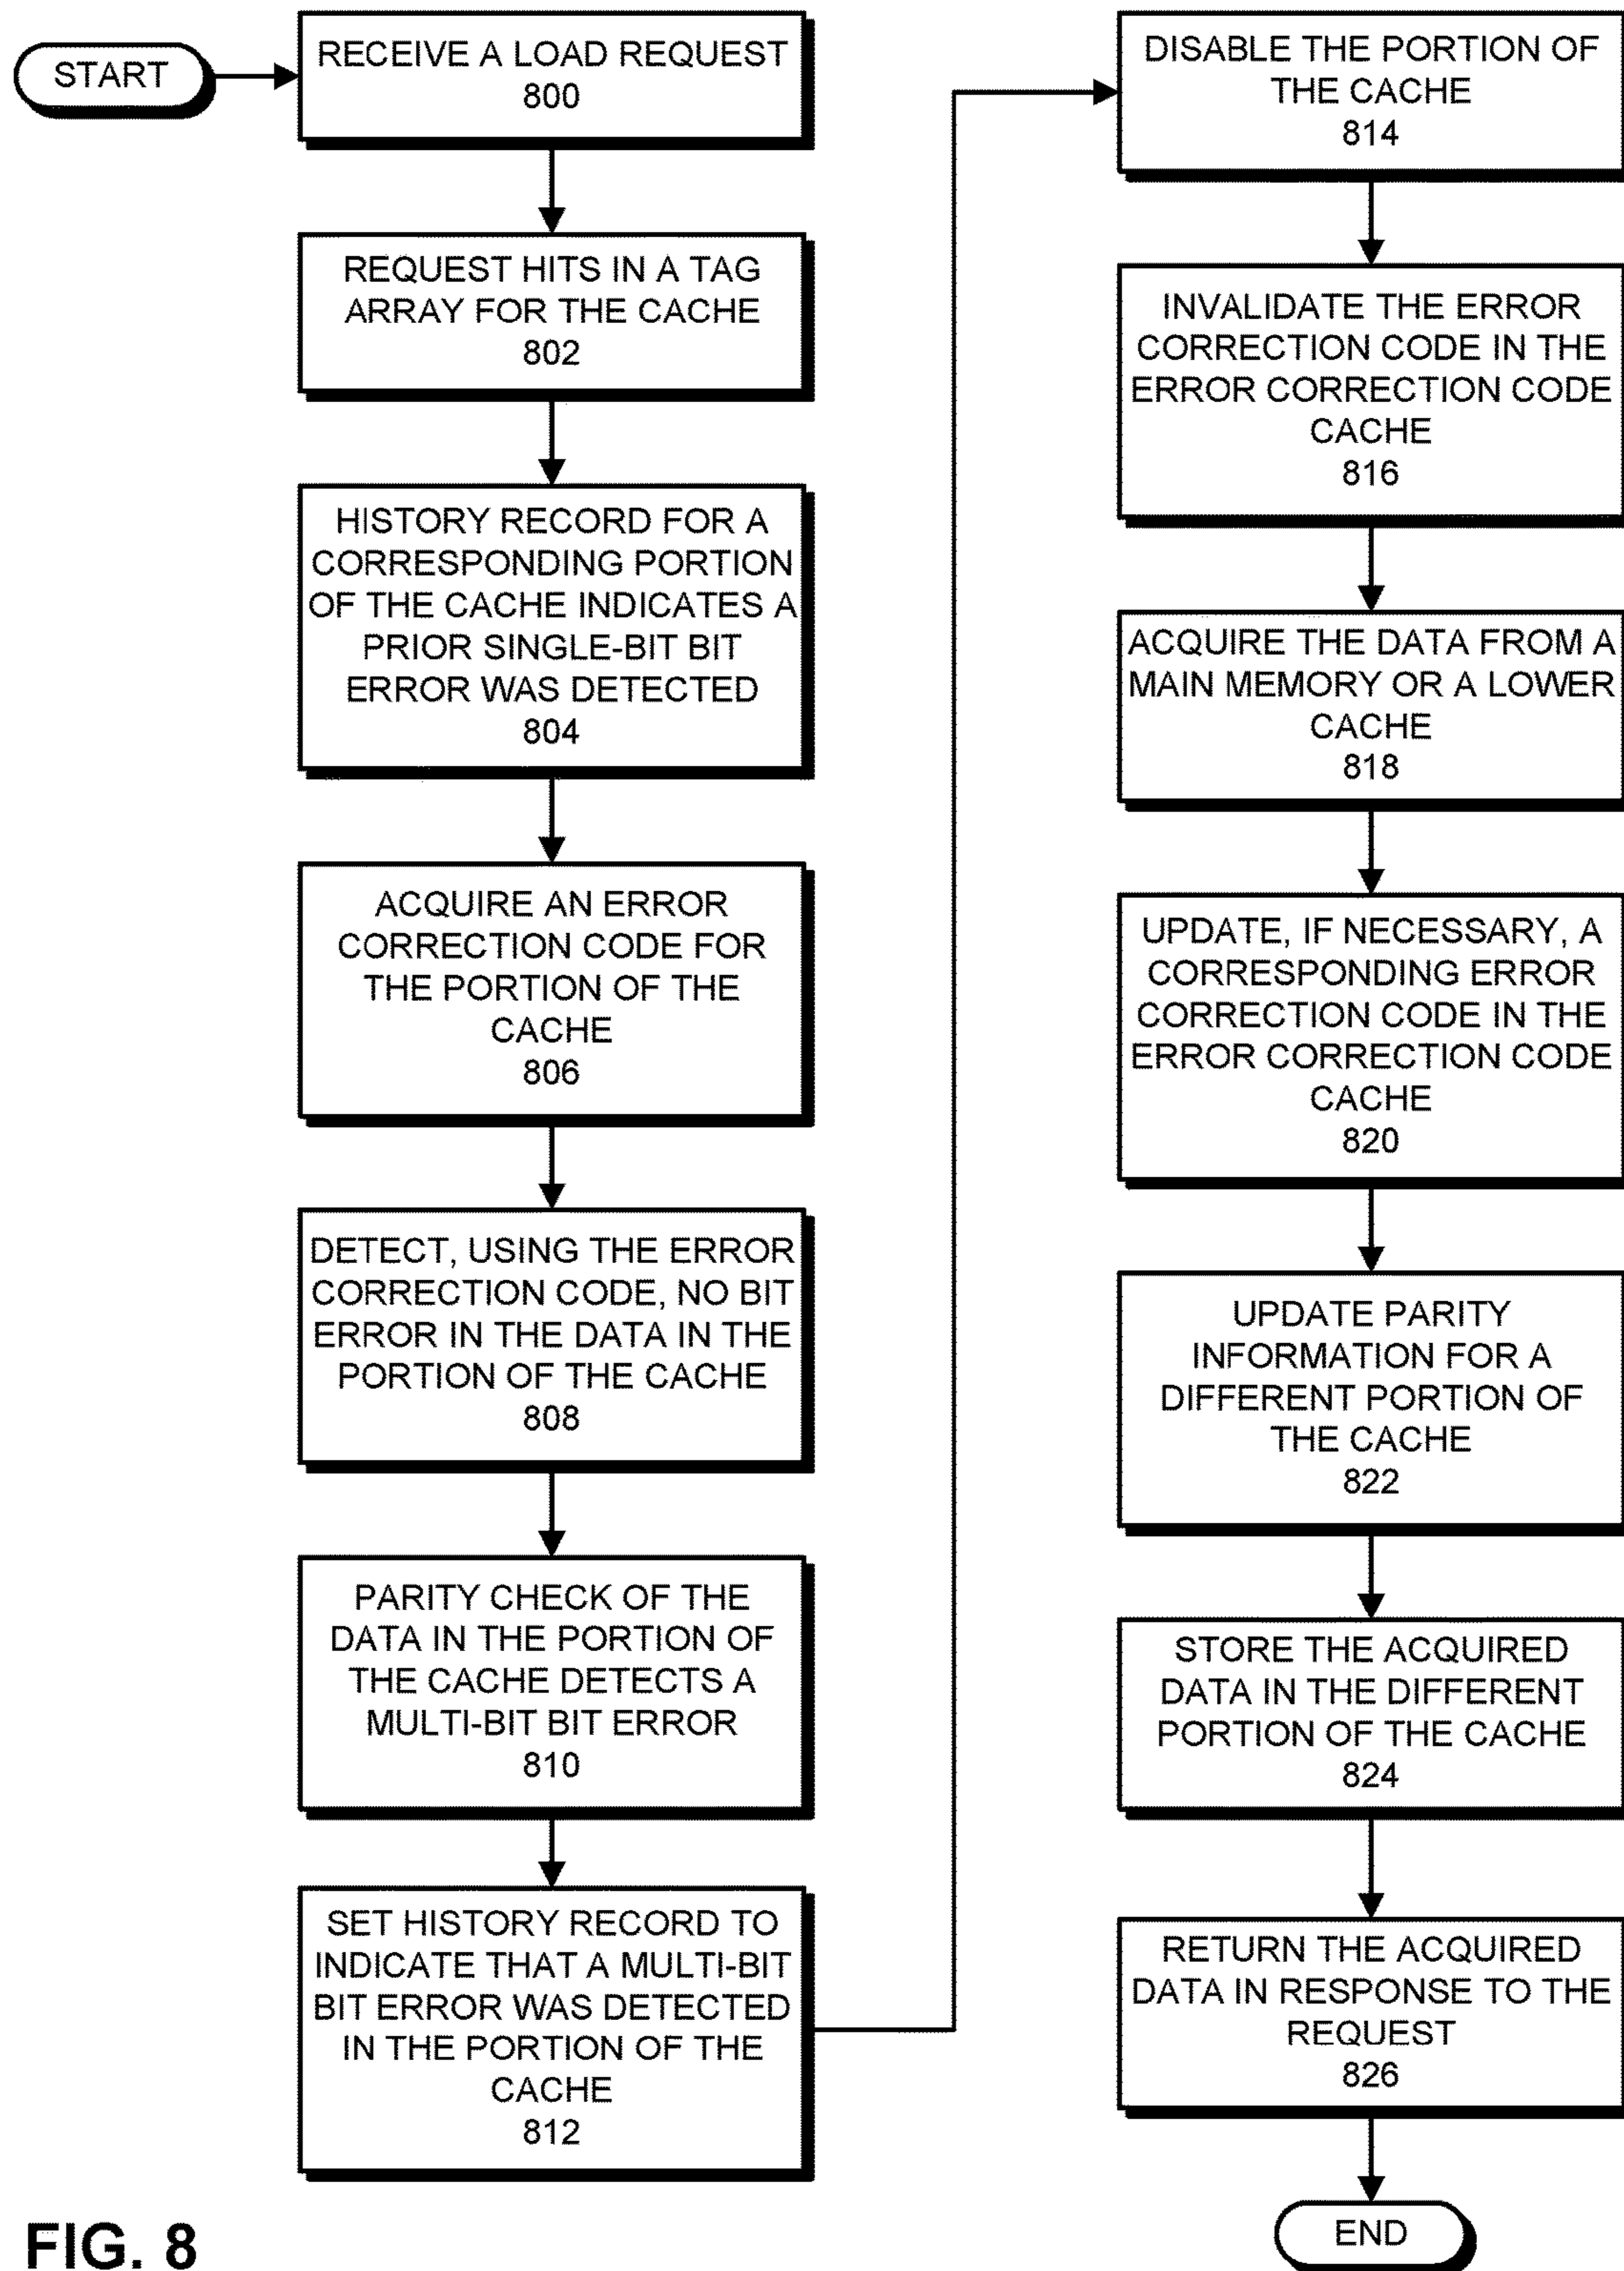 START
RECEIVE A LOAD REQUEST
800
REQUEST HITS IN A TAG
ARRAY FOR THE CACHE
802
HISTORY RECORD FOR A
CORRESPONDING PORTION
OF THE CACHE INDICATES A
PRIOR SINGLE-BIT BIT
ERROR WAS DETECTED
804
ACQUIRE AN ERROR
CORRECTION CODE FOR
THE PORTION OF THE
CACHE
806
DETECT, USING THE ERROR
CORRECTION CODE, NO BIT
ERROR IN THE DATA IN THE
PORTION OF THE CACHE
808
PARITY CHECK OF THE
DATA IN THE PORTION OF
THE CACHE DETECTS A
MULTI-BIT BIT ERROR
810
SET HISTORY RECORD TO
INDICATE THAT A MULTI-BIT
BIT ERROR WAS DETECTED
IN THE PORTION OF THE
CACHE
812
DISABLE THE PORTION OF
THE CACHE
814
INVALIDATE THE ERROR
CORRECTION CODE IN THE
ERROR CORRECTION CODE
CACHE
816
ACQUIRE THE DATA FROM A
MAIN MEMORY OR A LOWER
CACHE
818
UPDATE, IF NECESSARY, A
CORRESPONDING ERROR
CORRECTION CODE IN THE
ERROR CORRECTION CODE
CACHE
820
UPDATE PARITY
INFORMATION FOR A
DIFFERENT PORTION OF
THE CACHE
822
STORE THE ACQUIRED
DATA IN THE DIFFERENT
PORTION OF THE CACHE
824
RETURN THE ACQUIRED
DATA IN RESPONSE TO THE
REQUEST
826
END
FIG. 8